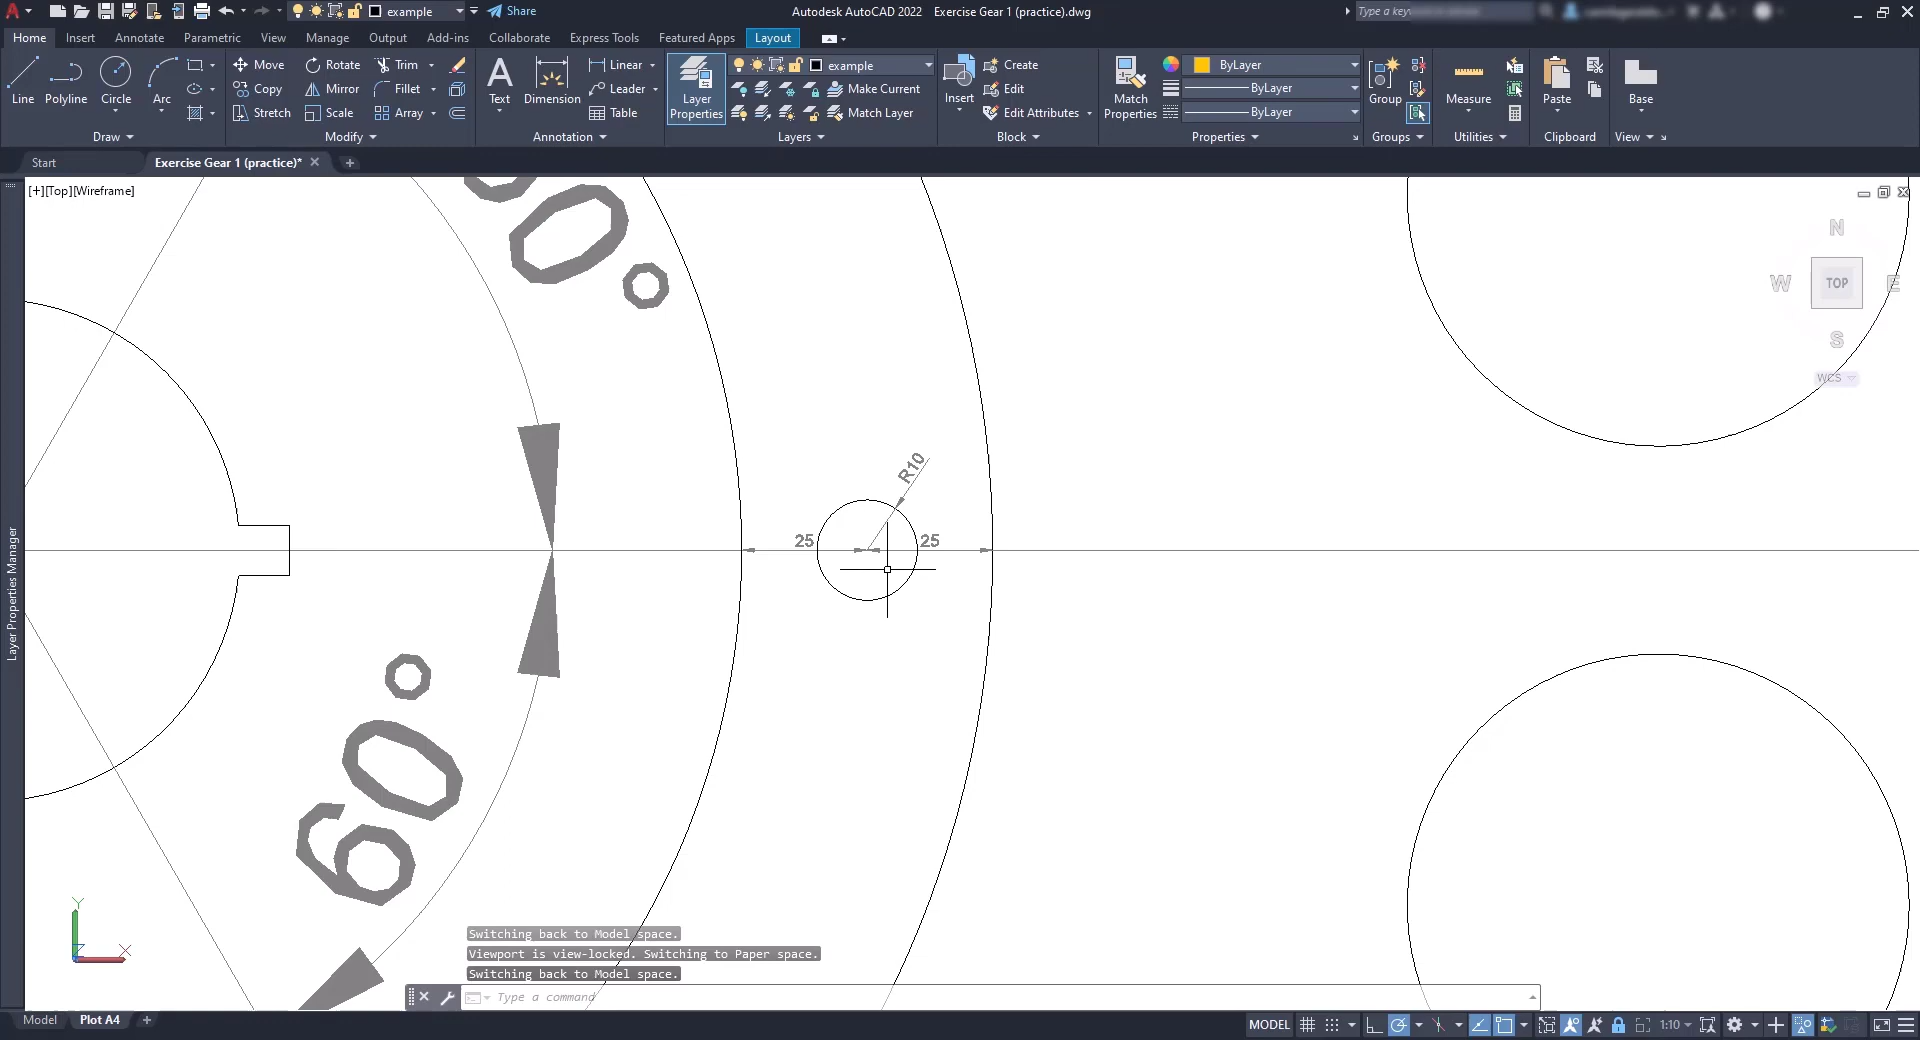 example
Share
Autodesk AutoCAD 2022 Exercise Gear 1 (practice).dwg
Home Insert Annotate Parametric View Manage Output Add-ins Collaborate Express Tools Featured Apps Layout
Line Polyline Circle Arc
Move Rotate Trim
Copy Mirror Fillet
Stretch Scale Array
Text Dimension
Linear
Leader
Table
Layer Properties
example
Make Current
Match Layer
Insert
Create
Edit
Edit Attributes
Match Properties
ByLayer
ByLayer
ByLayer
Group
Measure
Paste
Base
Draw Modify Annotation Layers Block Properties Groups Utilities Clipboard View
Start Exercise Gear 1 (practice)*
[+][Top][Wireframe]
N
W TOP E
S
WCS
0°
R10
25 25
60°
Layer Properties Manager
Y
X
Switching back to Model space.
Viewport is view-locked. Switching to Paper space.
Switching back to Model space.
Type a command
Model Plot A4
MODEL 1:10